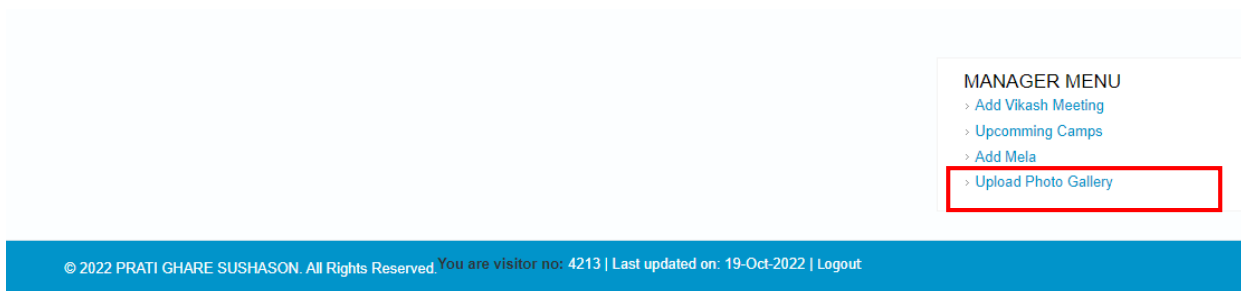 MANAGER MENU
› Add Vikash Meeting
› Upcomming Camps
› Add Mela
› Upload Photo Gallery
© 2022 PRATI GHARE SUSHASON. All Rights Reserved. You are visitor no: 4213 | Last updated on: 19-Oct-2022 | Logout